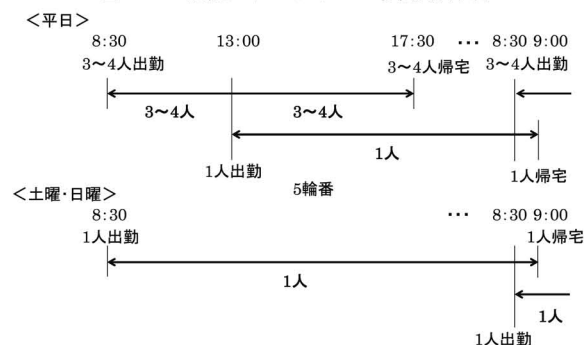 <平日>
8:30 13:00 17:30 ··· 8:30 9:00
3~4人出勤 3~4人帰宅 3~4人出勤
3~4人 3~4人
1人
1人出勤 1人帰宅
5輪番
<土曜·日曜>
8:30 ··· 8:30 9:00
1人出勤 1人帰宅
1人
1人
1人出勤